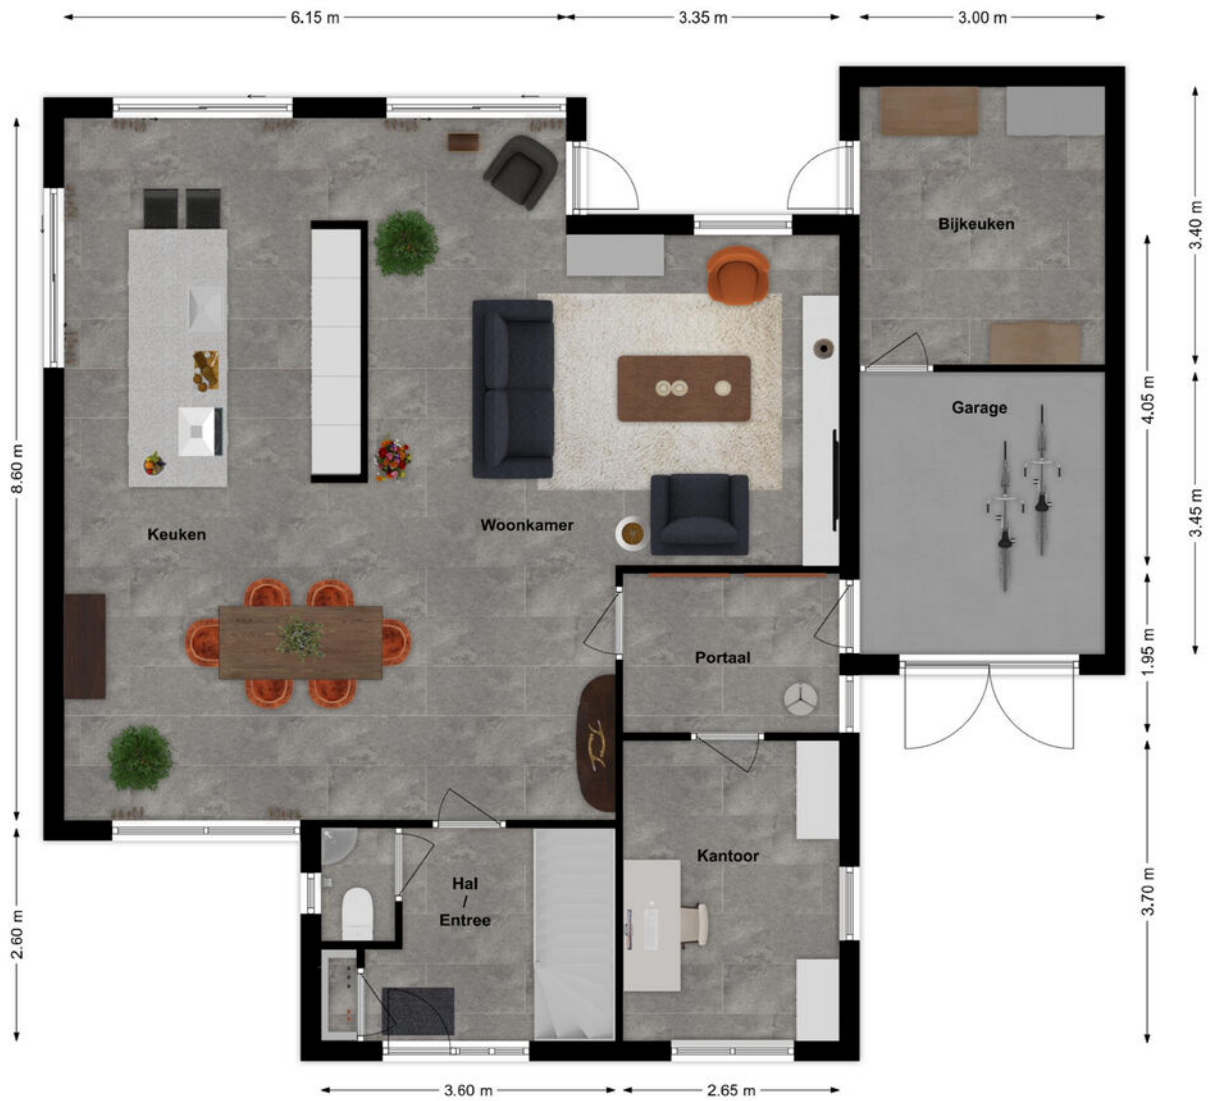 6.15 m
3.35 m
3.00 m
Bijkeuken
3.40 m
4.05 m
Garage
8.60 m
3.45 m
Keuken
Woonkamer
Portaal
1.95 m
Kantoor
Hal
/
Entree
3.70 m
2.60 m
3.60 m
2.65 m